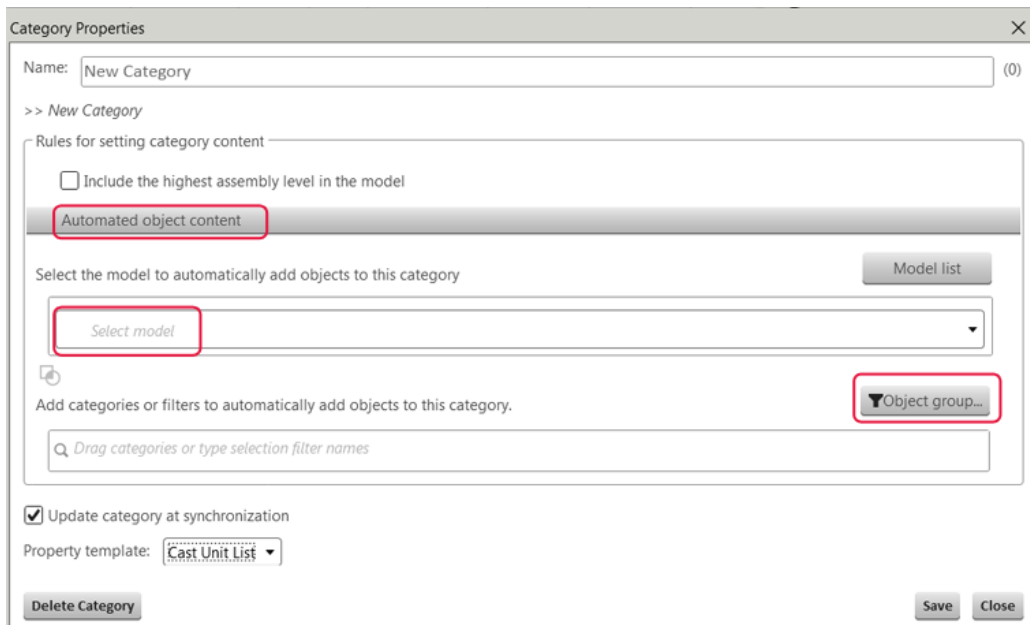 Category Properties
Name: New Category (0)
>> New Category
Rules for setting category content
Include the highest assembly level in the model
Automated object content
Select the model to automatically add objects to this category Model list
Select model
Add categories or filters to automatically add objects to this category. Object group...
Drag categories or type selection filter names
Update category at synchronization
Property template: Cast Unit List
Delete Category Save Close